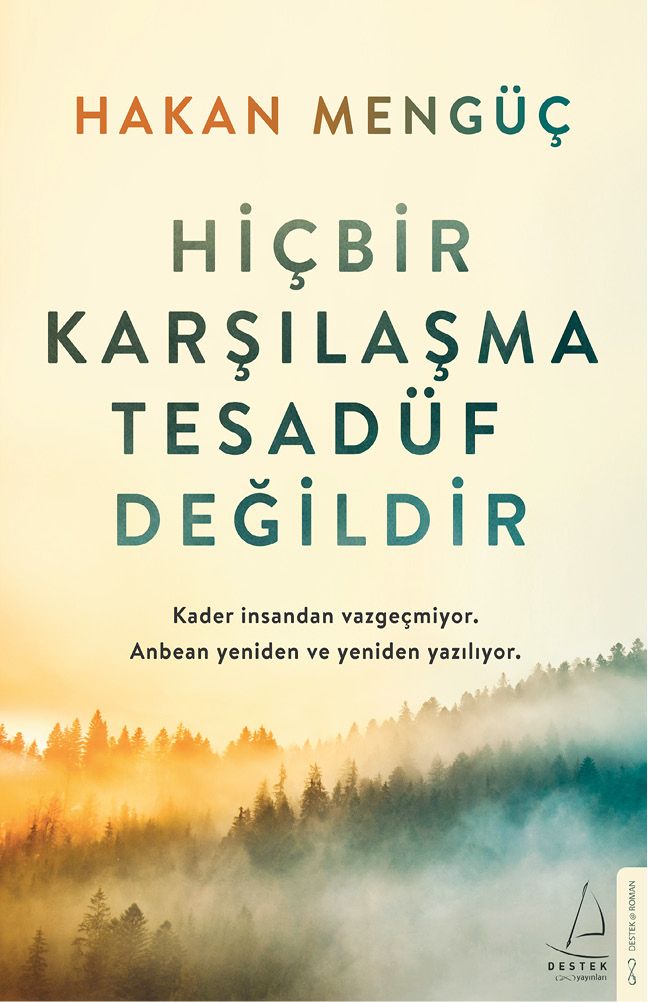 HAKAN MENGÜÇ
HİÇBİR
KARŞILAŞMA
TESADÜF
DEĞİLDİR
Kader insandan vazgeçmiyor.
Anbean yeniden ve yeniden yazılıyor.
DESTEK
yayınları
DESTEK @ ROMAN